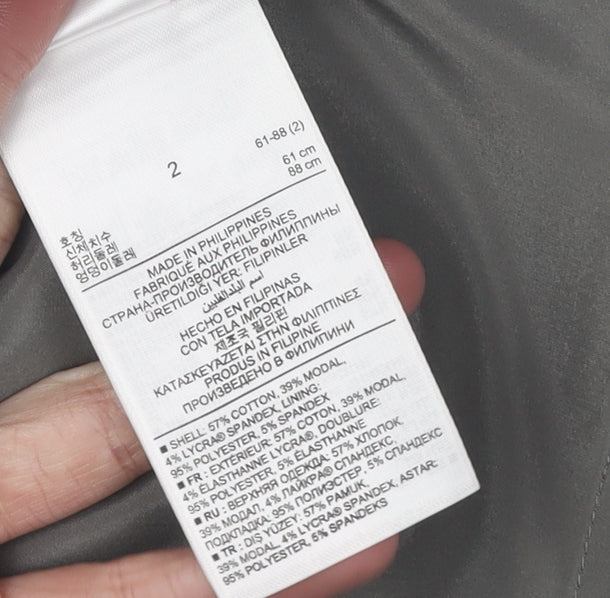 2
61-88 (2)
호칭
신체치수
허리둘레 61 cm
엉덩이둘레 88 cm
MADE IN PHILIPPINES
FABRIQUÉ AUX PHILIPPINES
СТРАНА-ПРОИЗВОДИТЕЛЬ ФИЛИППИНЫ
ÜRETILDIGI YER: FILIPINLER
HECHO EN FILIPINAS
CON TELA IMPORTADA
제조국 필리핀
ΚΑΤΑΣΚΕΥΑΖΕΤΑΙ ΣΤΗΝ ΦΙΛΙΠΠΙΝΕΣ
PRODUS IN FILIPINE
ПРОИЗВЕДЕНО В ФИЛИПИНИ
■ SHELL: 57% COTTON, 39% MODAL,
4% LYCRA® SPANDEX, LINING:
95% POLYESTER, 5% SPANDEX
■ FR : EXTÉRIEUR: 57% COTON, 39% MODAL,
4% ÉLASTHANNE LYCRA®, DOUBLURE:
95% POLYESTER, 5% ÉLASTHANNE
■ RU : ВЕРХНЯЯ ОДЕЖДА: 57% ХЛОПОК,
39% МОДАЛ, 4% ЛАЙКРА® СПАНДЕКС,
ПОДКЛАДКА: 95% ПОЛИЭСТЕР, 5% СПАНДЕКС
■ TR : DIŞ YÜZEY: 57% PAMUK,
39% MODAL, 4% LYCRA® SPANDEX, ASTAR:
95% POLYESTER, 5% SPANDEKS